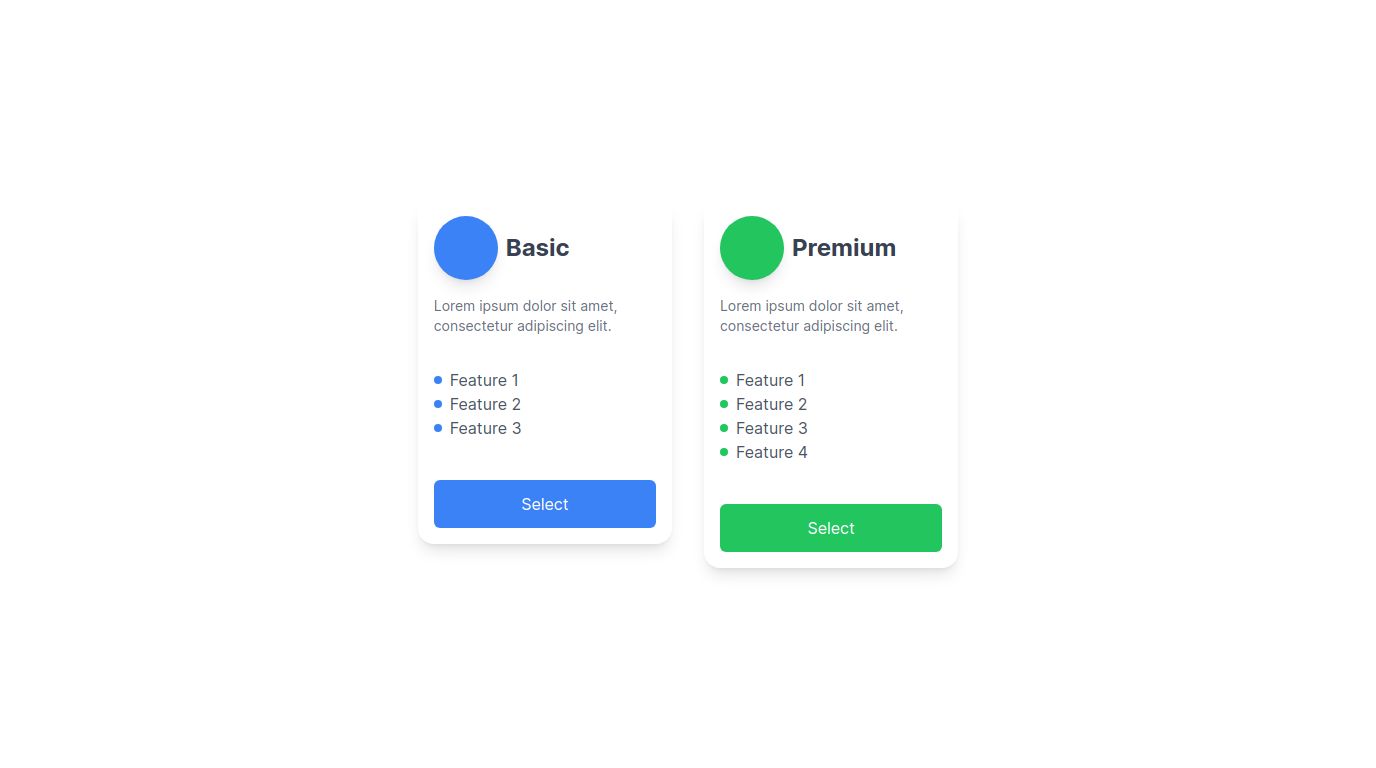 Basic
Lorem ipsum dolor sit amet,
consectetur adipiscing elit.
Feature 1
Feature 2
Feature 3
Select
Premium
Lorem ipsum dolor sit amet,
consectetur adipiscing elit.
Feature 1
Feature 2
Feature 3
Feature 4
Select